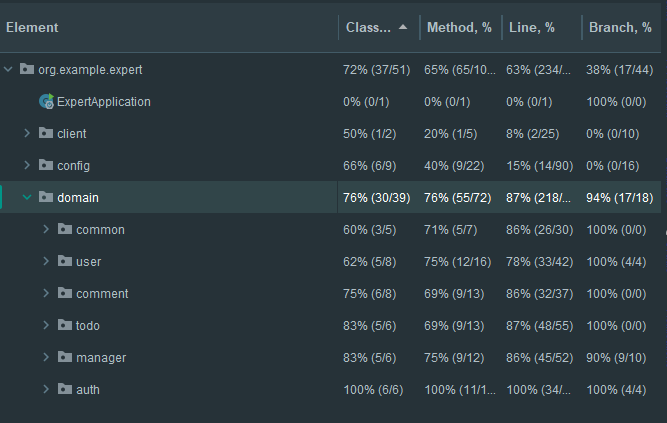 Element Class... Method, % Line, % Branch, %
org.example.expert 72% (37/51) 65% (65/10... 63% (234/... 38% (17/44)
ExpertApplication 0% (0/1) 0% (0/1) 0% (0/1) 100% (0/0)
client 50% (1/2) 20% (1/5) 8% (2/25) 0% (0/10)
config 66% (6/9) 40% (9/22) 15% (14/90) 0% (0/16)
domain 76% (30/39) 76% (55/72) 87% (218/... 94% (17/18)
common 60% (3/5) 71% (5/7) 86% (26/30) 100% (0/0)
user 62% (5/8) 75% (12/16) 78% (33/42) 100% (4/4)
comment 75% (6/8) 69% (9/13) 86% (32/37) 100% (0/0)
todo 83% (5/6) 69% (9/13) 87% (48/55) 100% (0/0)
manager 83% (5/6) 75% (9/12) 86% (45/52) 90% (9/10)
auth 100% (6/6) 100% (11/1... 100% (34/... 100% (4/4)